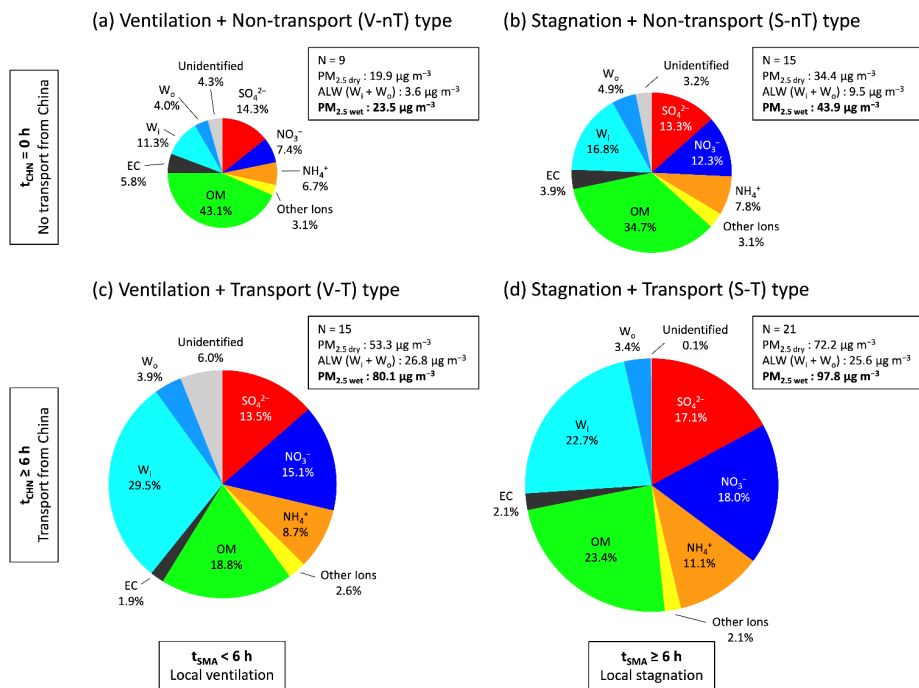 (a) Ventilation + Non-transport (V-nT) type
N = 9
PM₂.₅ dry : 19.9 µg m⁻³
ALW (Wᵢ + Wₒ) : 3.6 µg m⁻³
PM₂.₅ wet : 23.5 µg m⁻³
Unidentified
4.3%
SO₄²⁻
14.3%
NO₃⁻
7.4%
NH₄⁺
6.7%
Other Ions
3.1%
OM
43.1%
EC
5.8%
Wᵢ
11.3%
Wₒ
4.0%
(b) Stagnation + Non-transport (S-nT) type
N = 15
PM₂.₅ dry : 34.4 µg m⁻³
ALW (Wᵢ + Wₒ) : 9.5 µg m⁻³
PM₂.₅ wet : 43.9 µg m⁻³
Unidentified
3.2%
SO₄²⁻
13.3%
NO₃⁻
12.3%
NH₄⁺
7.8%
Other Ions
3.1%
OM
34.7%
EC
3.9%
Wᵢ
16.8%
Wₒ
4.9%
t_CHN = 0 h
No transport from China
(c) Ventilation + Transport (V-T) type
N = 15
PM₂.₅ dry : 53.3 µg m⁻³
ALW (Wᵢ + Wₒ) : 26.8 µg m⁻³
PM₂.₅ wet : 80.1 µg m⁻³
Unidentified
6.0%
SO₄²⁻
13.5%
NO₃⁻
15.1%
NH₄⁺
8.7%
Other Ions
2.6%
OM
18.8%
EC
1.9%
Wᵢ
29.5%
Wₒ
3.9%
(d) Stagnation + Transport (S-T) type
N = 21
PM₂.₅ dry : 72.2 µg m⁻³
ALW (Wᵢ + Wₒ) : 25.6 µg m⁻³
PM₂.₅ wet : 97.8 µg m⁻³
Unidentified
0.1%
SO₄²⁻
17.1%
NO₃⁻
18.0%
NH₄⁺
11.1%
Other Ions
2.1%
OM
23.4%
EC
2.1%
Wᵢ
22.7%
Wₒ
3.4%
t_CHN ≥ 6 h
Transport from China
t_SMA < 6 h
Local ventilation
t_SMA ≥ 6 h
Local stagnation